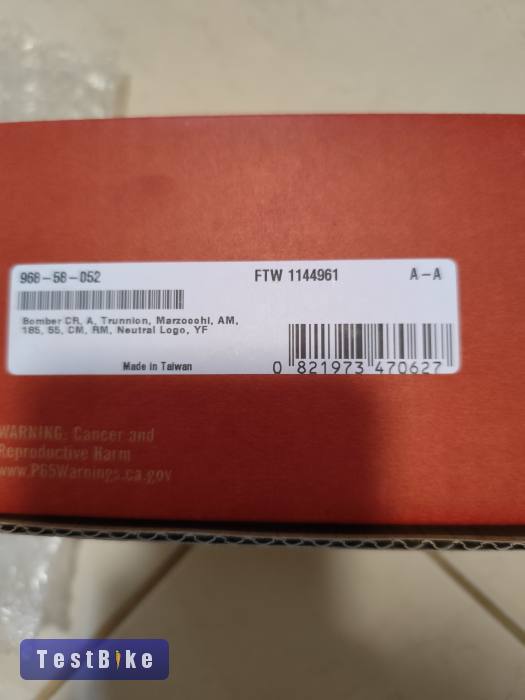 968-58-052
FTW 1144961
A-A
Bomber CR, A, Trunnion, Marzocchi, AM,
185, 55, CM, RM, Neutral Logo, YF
Made in Taiwan
0 821973 470627
WARNING: Cancer and
Reproductive Harm
www.P65Warnings.ca.gov
TestBike